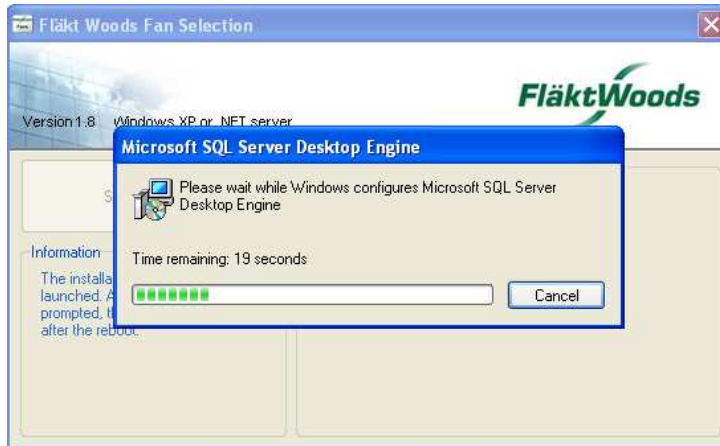 Fläkt Woods Fan Selection
FläktWoods
Version 1.8 Windows XP or .NET server
Microsoft SQL Server Desktop Engine
Please wait while Windows configures Microsoft SQL Server
Desktop Engine
Time remaining: 19 seconds
Cancel
Information
The installa
launched. A
prompted, t
after the reboot.